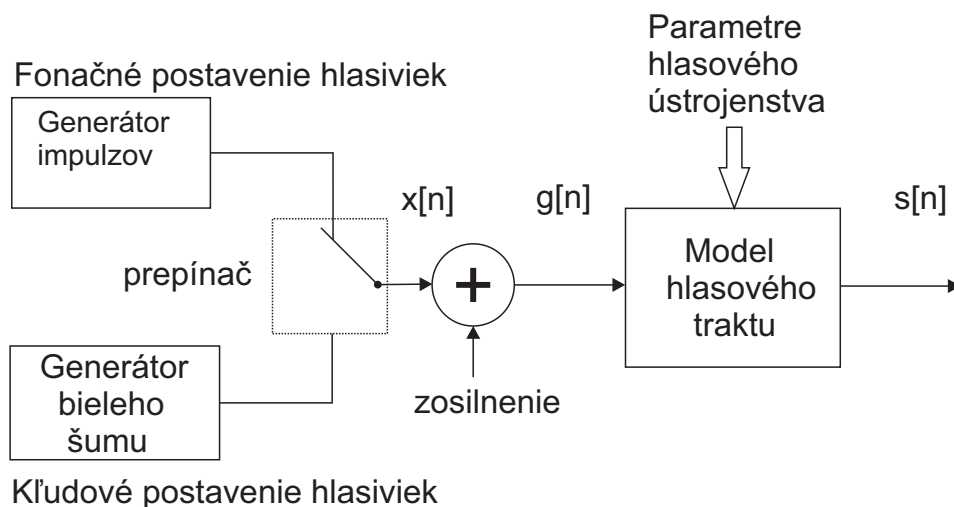 Parametre
hlasového
ústrojenstva
Fonačné postavenie hlasiviek
Generátor
impulzov
x[n]
g[n]
s[n]
prepínač
+
Model
hlasového
traktu
Generátor
bieleho
šumu
zosilnenie
Kľudové postavenie hlasiviek